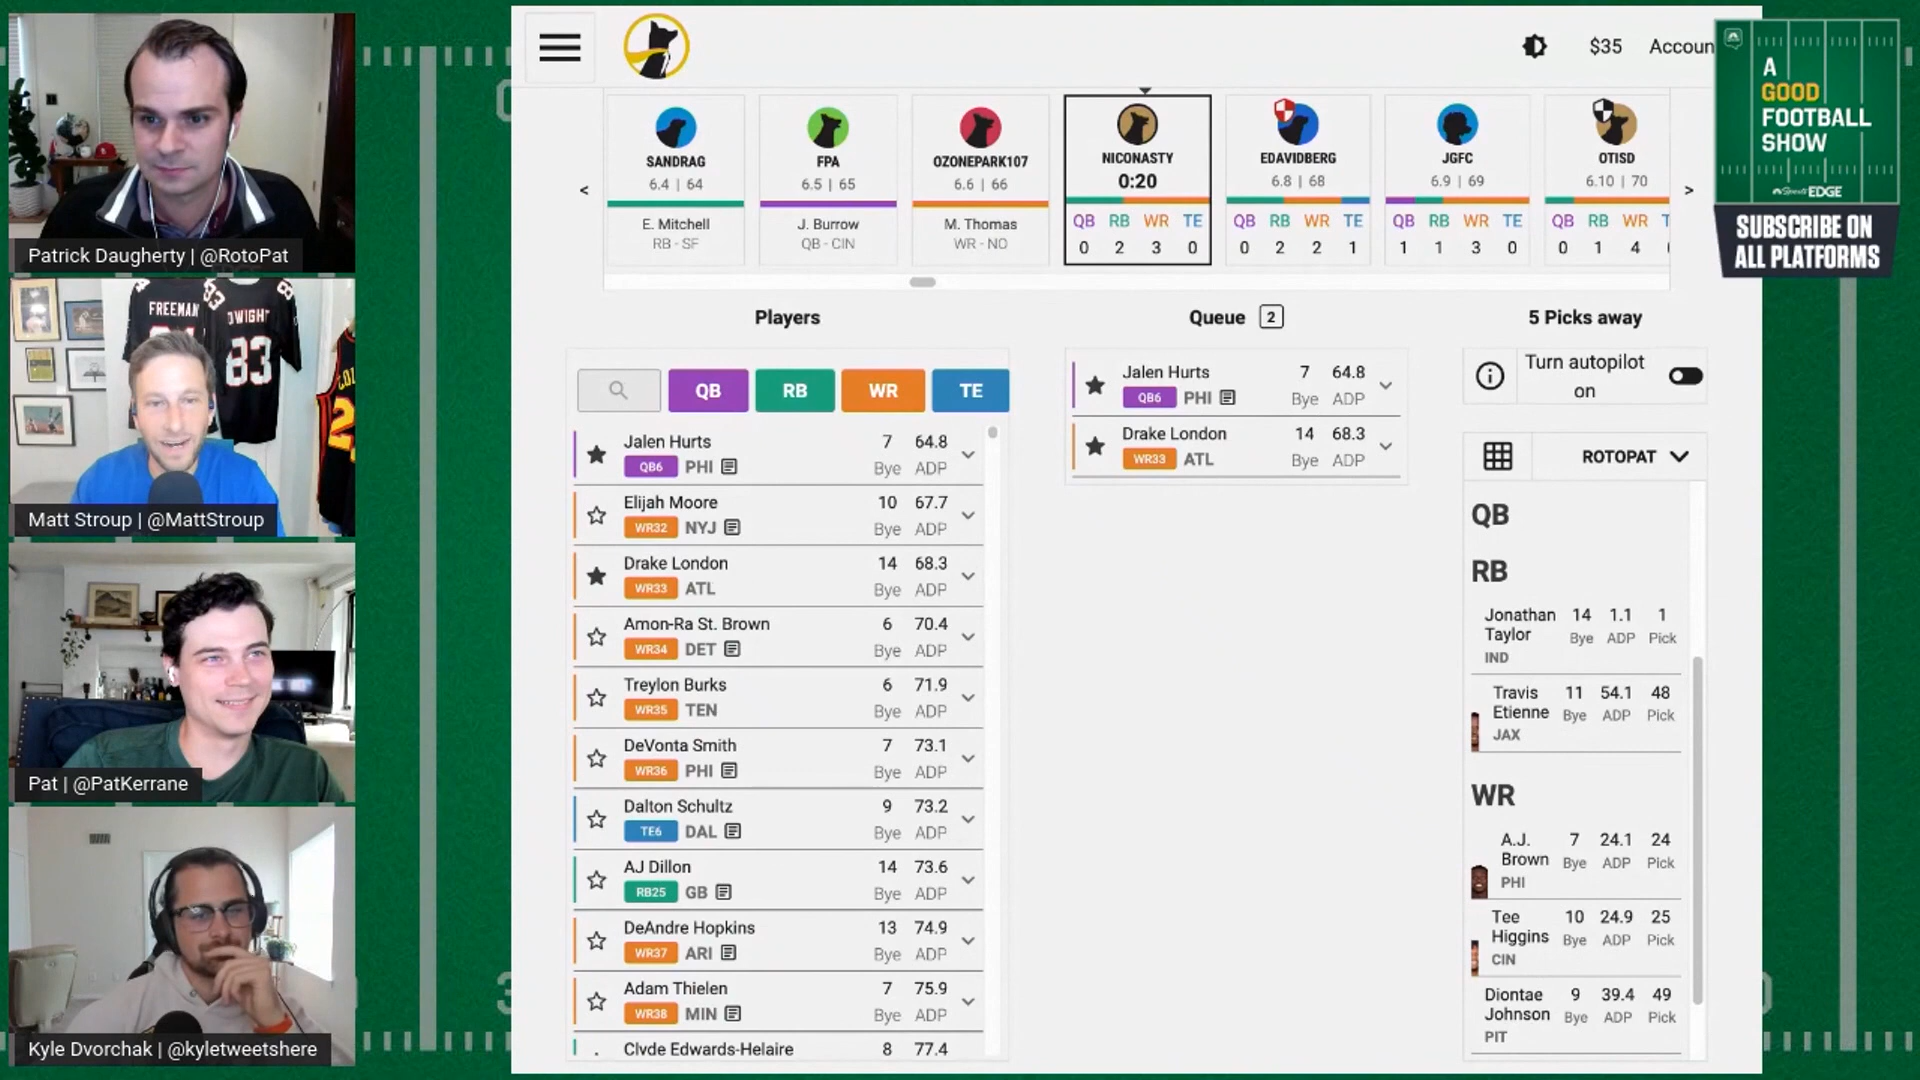 Patrick Daugherty | @RotoPat
FREEMAN
DWIGHT
83
83
Matt Stroup | @MattStroup
Pat | @PatKerrane
Kyle Dvorchak | @kyletweetshere
$35
Accoun
SANDRAG
6.4 | 64
E. Mitchell
RB - SF
FPA
6.5 | 65
J. Burrow
QB - CIN
OZONEPARK107
6.6 | 66
M. Thomas
WR - NO
NICONASTY
0:20
QB RB WR TE
0 2 3 0
EDAVIDBERG
6.8 | 68
QB RB WR TE
0 2 2 1
JGFC
6.9 | 69
QB RB WR TE
1 1 3 0
OTISD
6.10 | 70
QB RB WR
0 1 4
<
>
Players
QB RB WR TE
Jalen Hurts 7 64.8
QB6 PHI Bye ADP
Elijah Moore 10 67.7
WR32 NYJ Bye ADP
Drake London 14 68.3
WR33 ATL Bye ADP
Amon-Ra St. Brown 6 70.4
WR34 DET Bye ADP
Treylon Burks 6 71.9
WR35 TEN Bye ADP
DeVonta Smith 7 73.1
WR36 PHI Bye ADP
Dalton Schultz 9 73.2
TE6 DAL Bye ADP
AJ Dillon 14 73.6
RB25 GB Bye ADP
DeAndre Hopkins 13 74.9
WR37 ARI Bye ADP
Adam Thielen 7 75.9
WR38 MIN Bye ADP
Clyde Edwards-Helaire 8 77.4
Queue 2
Jalen Hurts 7 64.8
QB6 PHI Bye ADP
Drake London 14 68.3
WR33 ATL Bye ADP
5 Picks away
Turn autopilot
on
ROTOPAT
QB
RB
Jonathan 14 1.1 1
Taylor Bye ADP Pick
IND
Travis 11 54.1 48
Etienne Bye ADP Pick
JAX
WR
A.J. 7 24.1 24
Brown Bye ADP Pick
PHI
Tee 10 24.9 25
Higgins Bye ADP Pick
CIN
Diontae 9 39.4 49
Johnson Bye ADP Pick
PIT
A
GOOD
FOOTBALL
SHOW
EDGE
SUBSCRIBE ON
ALL PLATFORMS